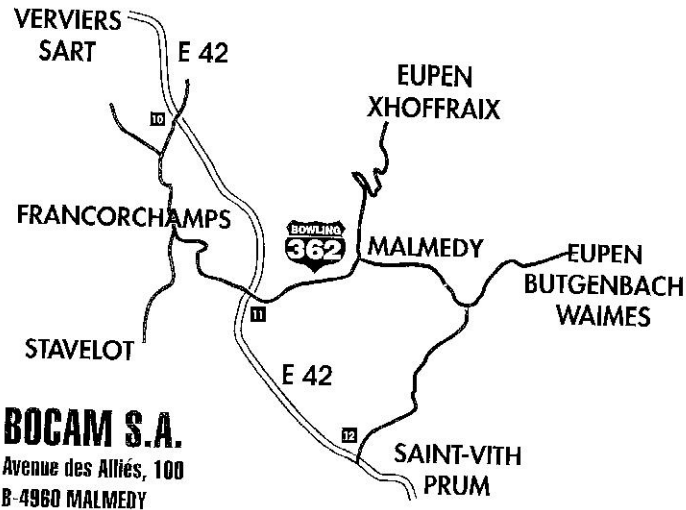 VERVIERS
SART
E 42
EUPEN
XHOFFRAIX
10
FRANCORCHAMPS
BOWLING
362
MALMEDY
EUPEN
BUTGENBACH
WAIMES
11
STAVELOT
E 42
12
SAINT-VITH
PRUM
BOCAM S.A.
Avenue des Alliés, 100
B-4960 MALMEDY